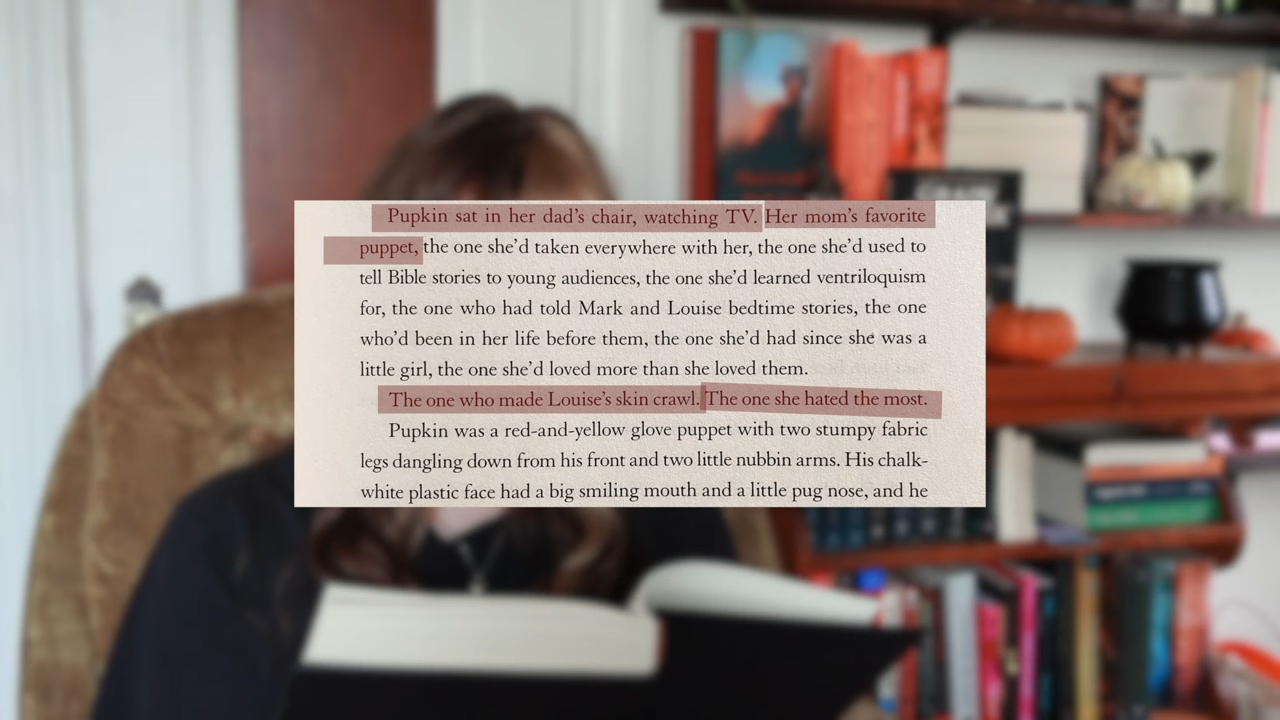 Pupkin sat in her dad's chair, watching TV. Her mom's favorite
puppet, the one she'd taken everywhere with her, the one she'd used to
tell Bible stories to young audiences, the one she'd learned ventriloquism
for, the one who had told Mark and Louise bedtime stories, the one
who'd been in her life before them, the one she'd had since she was a
little girl, the one she'd loved more than she loved them.
The one who made Louise's skin crawl. The one she hated the most.
Pupkin was a red-and-yellow glove puppet with two stumpy fabric
legs dangling down from his front and two little nubbin arms. His chalk-
white plastic face had a big smiling mouth and a little pug nose, and he